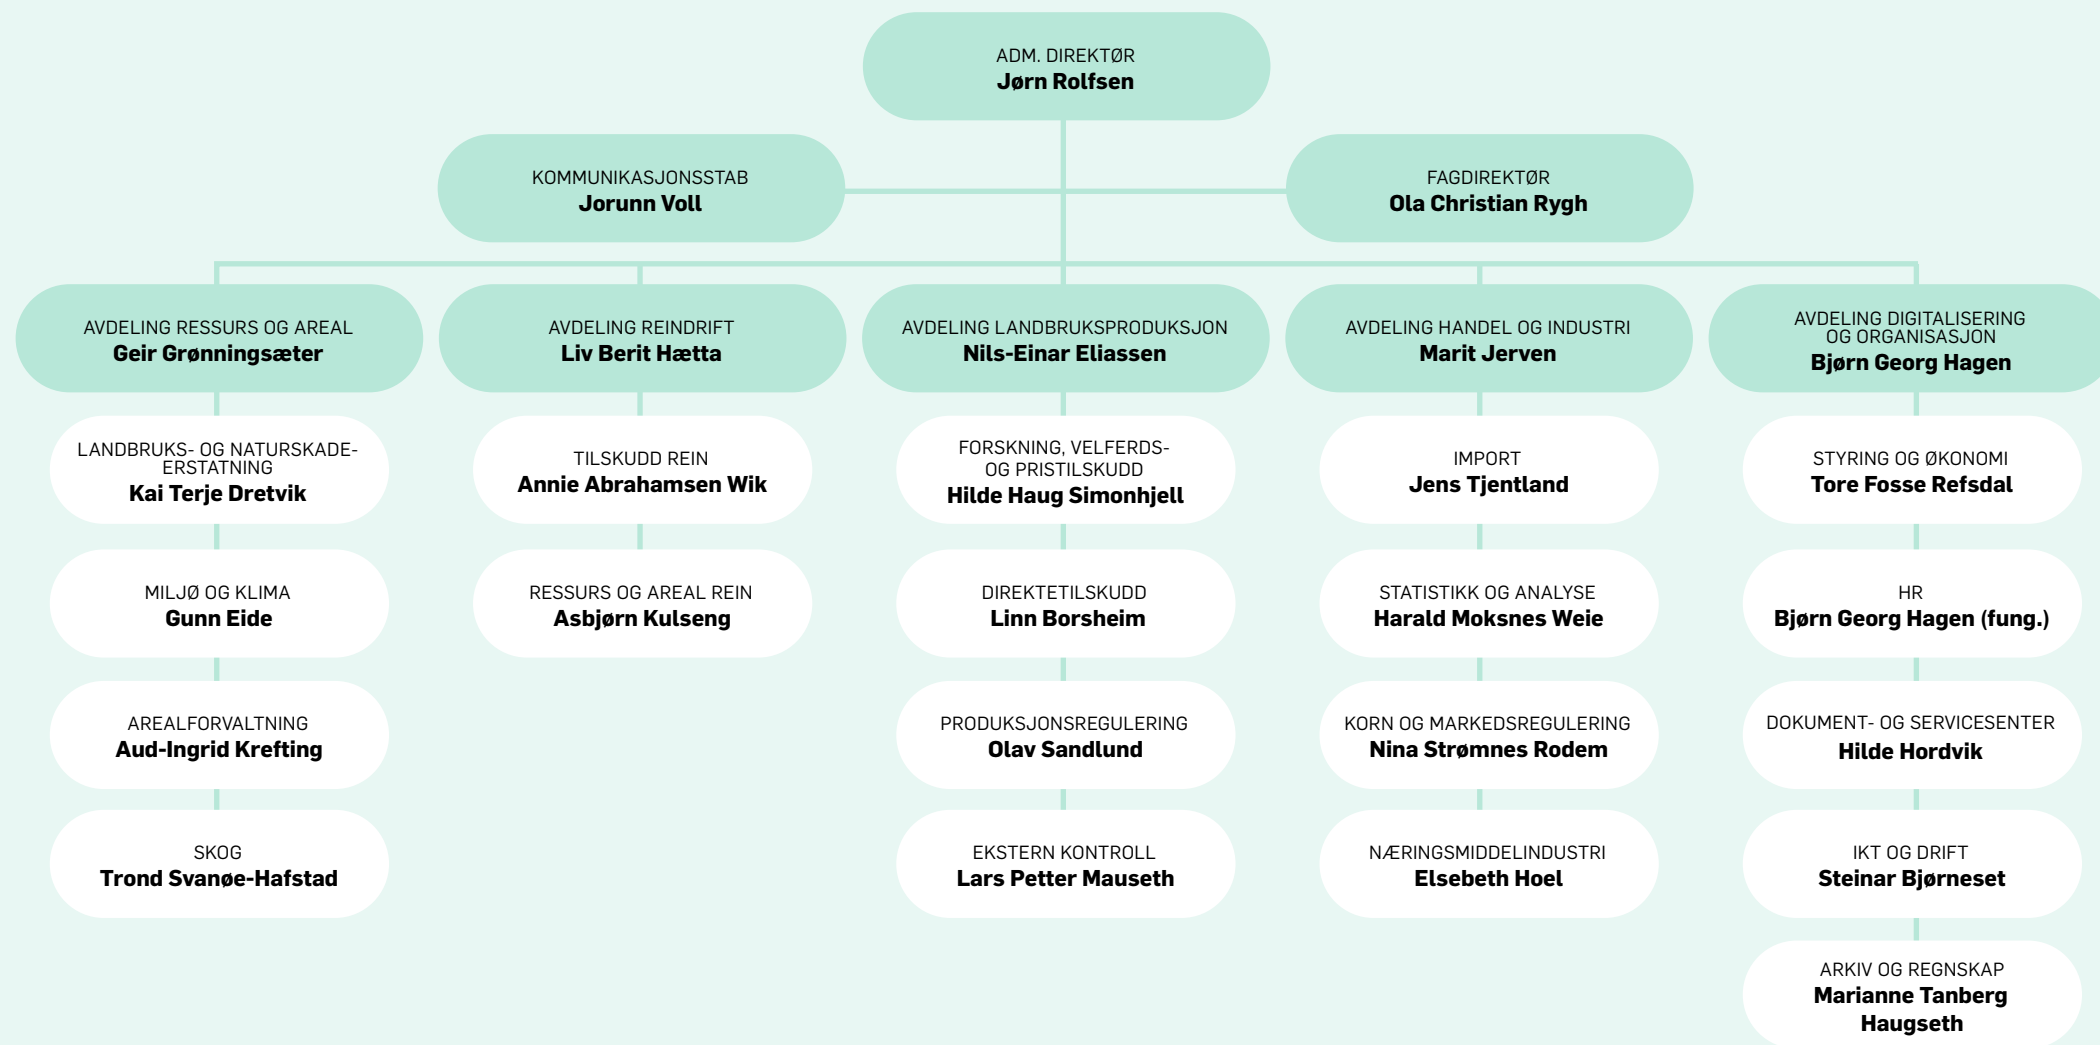 ADM. DIREKTØR
Jørn Rolfsen
KOMMUNIKASJONSSTAB
Jorunn Voll
FAGDIREKTØR
Ola Christian Rygh
AVDELING RESSURS OG AREAL
Geir Grønningsæter
LANDBRUKS- OG NATURSKADE-
ERSTATNING
Kai Terje Dretvik
MILJØ OG KLIMA
Gunn Eide
AREALFORVALTNING
Aud-Ingrid Krefting
SKOG
Trond Svanøe-Hafstad
AVDELING REINDRIFT
Liv Berit Hætta
TILSKUDD REIN
Annie Abrahamsen Wik
RESSURS OG AREAL REIN
Asbjørn Kulseng
AVDELING LANDBRUKSPRODUKSJON
Nils-Einar Eliassen
FORSKNING, VELFERDS-
OG PRISTILSKUDD
Hilde Haug Simonhjell
DIREKTETILSKUDD
Linn Borsheim
PRODUKSJONSREGULERING
Olav Sandlund
EKSTERN KONTROLL
Lars Petter Mauseth
AVDELING HANDEL OG INDUSTRI
Marit Jerven
IMPORT
Jens Tjentland
STATISTIKK OG ANALYSE
Harald Moksnes Weie
KORN OG MARKEDSREGULERING
Nina Strømnes Rodem
NÆRINGSMIDDELINDUSTRI
Elsebeth Hoel
AVDELING DIGITALISERING
OG ORGANISASJON
Bjørn Georg Hagen
STYRING OG ØKONOMI
Tore Fosse Refsdal
HR
Bjørn Georg Hagen (fung.)
DOKUMENT- OG SERVICESENTER
Hilde Hordvik
IKT OG DRIFT
Steinar Bjørneset
ARKIV OG REGNSKAP
Marianne Tanberg
Haugseth